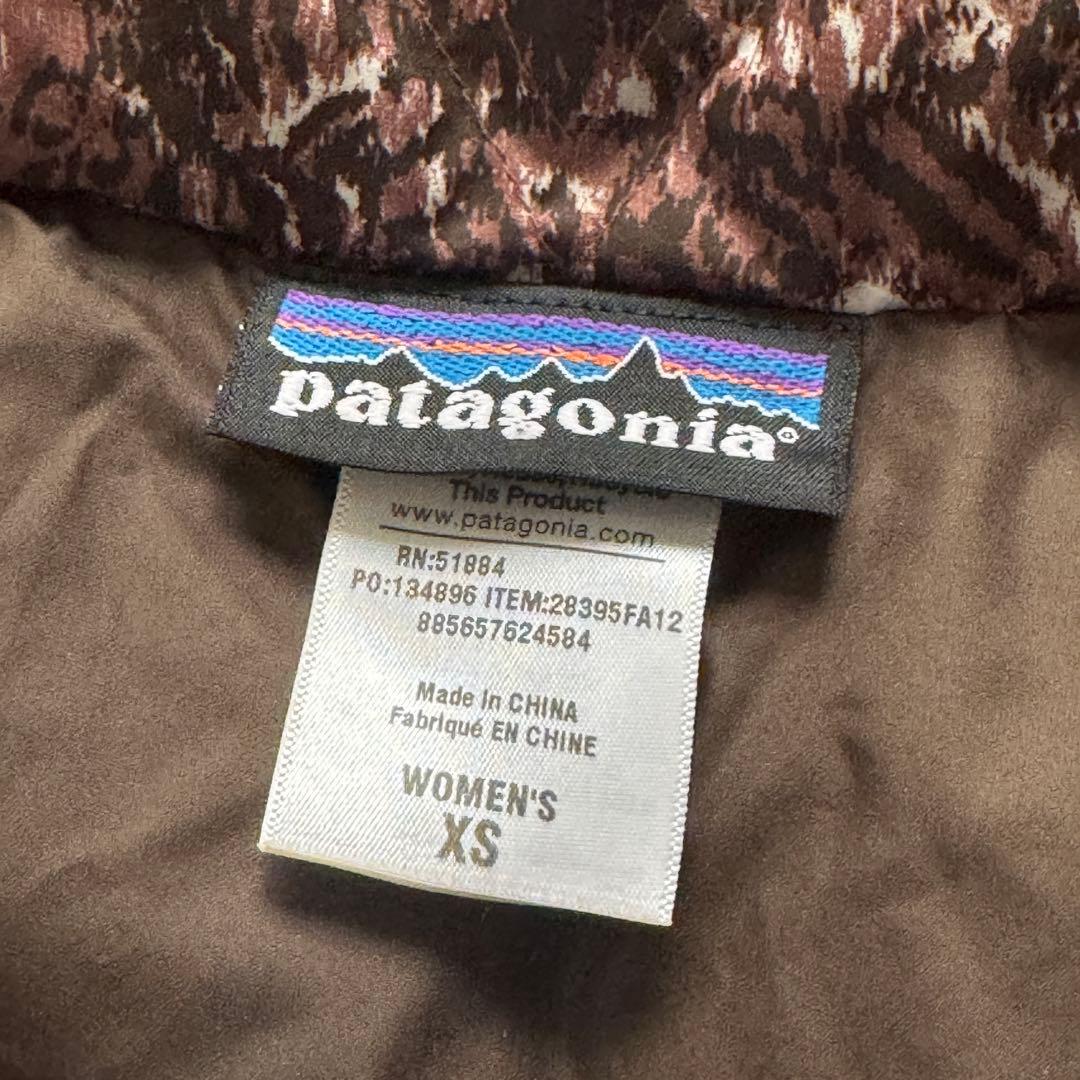 patagonia®
This Product
www.patagonia.com
RN:51884
PO:134896 ITEM:28395FA12
885657624584
Made in CHINA
Fabriqué EN CHINE
WOMEN'S
XS